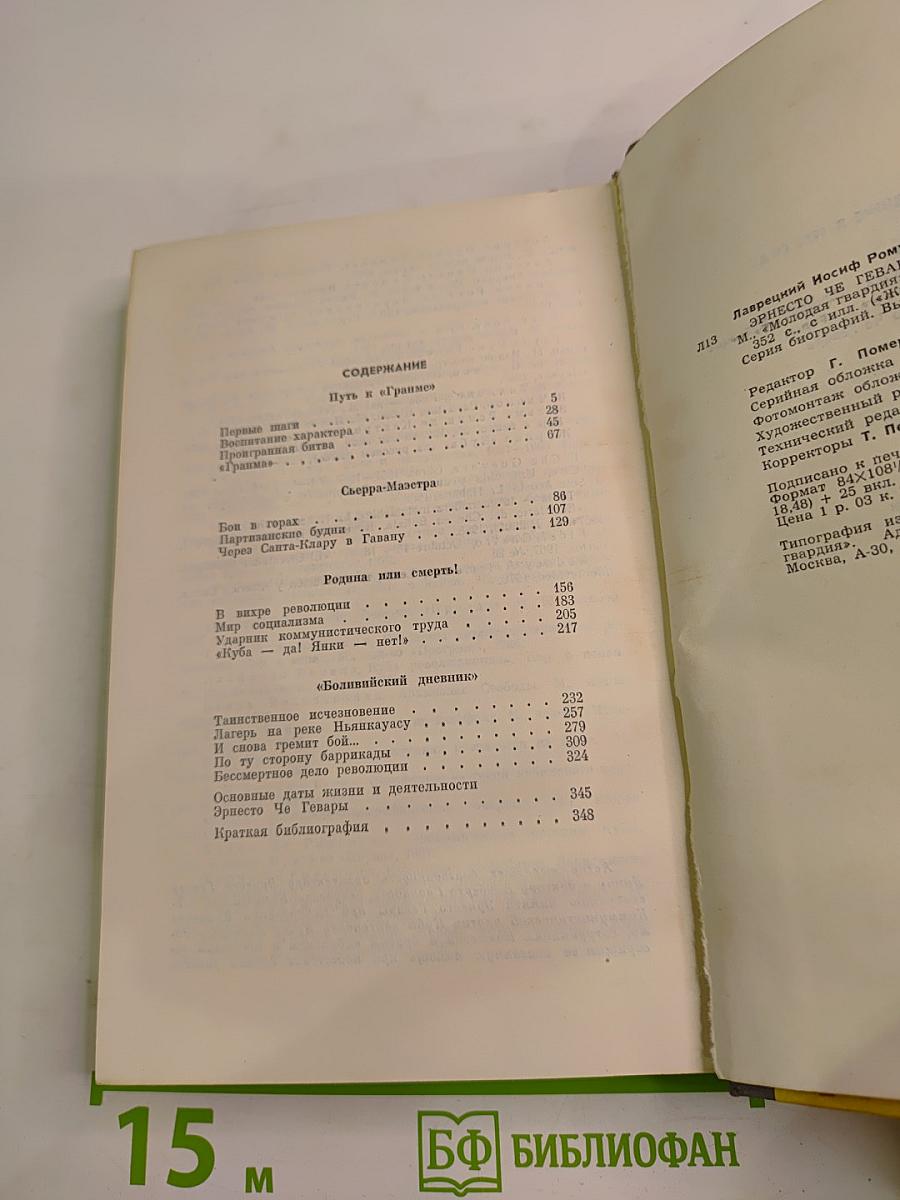 СОДЕРЖАНИЕ
Путь к «Гранме»
Первые шаги . . . . . . . . . . . . 5
Воспитание характера . . . . . . . . . . 28
Проигранная битва . . . . . . . . . . . 45
«Гранма» . . . . . . . . . . . . . 67
Сьерра-Маэстра
Бои в горах . . . . . . . . . . . . 86
Партизанские будни . . . . . . . . . . 107
Через Санта-Клару в Гавану . . . . . . . 129
Родина или смерть!
В вихре революции . . . . . . . . . . 156
Мир социализма . . . . . . . . . . . 183
Ударник коммунистического труда . . . . . 205
«Куба — да! Янки — нет!» . . . . . . . . 217
«Боливийский дневник»
Таинственное исчезновение . . . . . . . . 232
Лагерь на реке Ньянкауасу . . . . . . . 257
И снова гремит бой... . . . . . . . . . 279
По ту сторону баррикады . . . . . . . . 309
Бессмертное дело революции . . . . . . . 324
Основные даты жизни и деятельности
Эрнесто Че Гевары . . . . . . . . . . 345
Краткая библиография . . . . . . . . . 348
Лаврецкий Иосиф
Л13
ЭРНЕСТО ЧЕ
М., «Молодая гвардия»
352 с., с илл.
Серия биографий.
Редактор Г.
Серийная обложка
Фотомонтаж
Художественный
Технический
Корректоры Т.
Подписано к
Формат 84×108
18,48) + 25 вкл.
Цена 1 р. 03 к.
Типография
гвардия».
Москва, А-30,
15 м
БФ БИБЛИОФАН